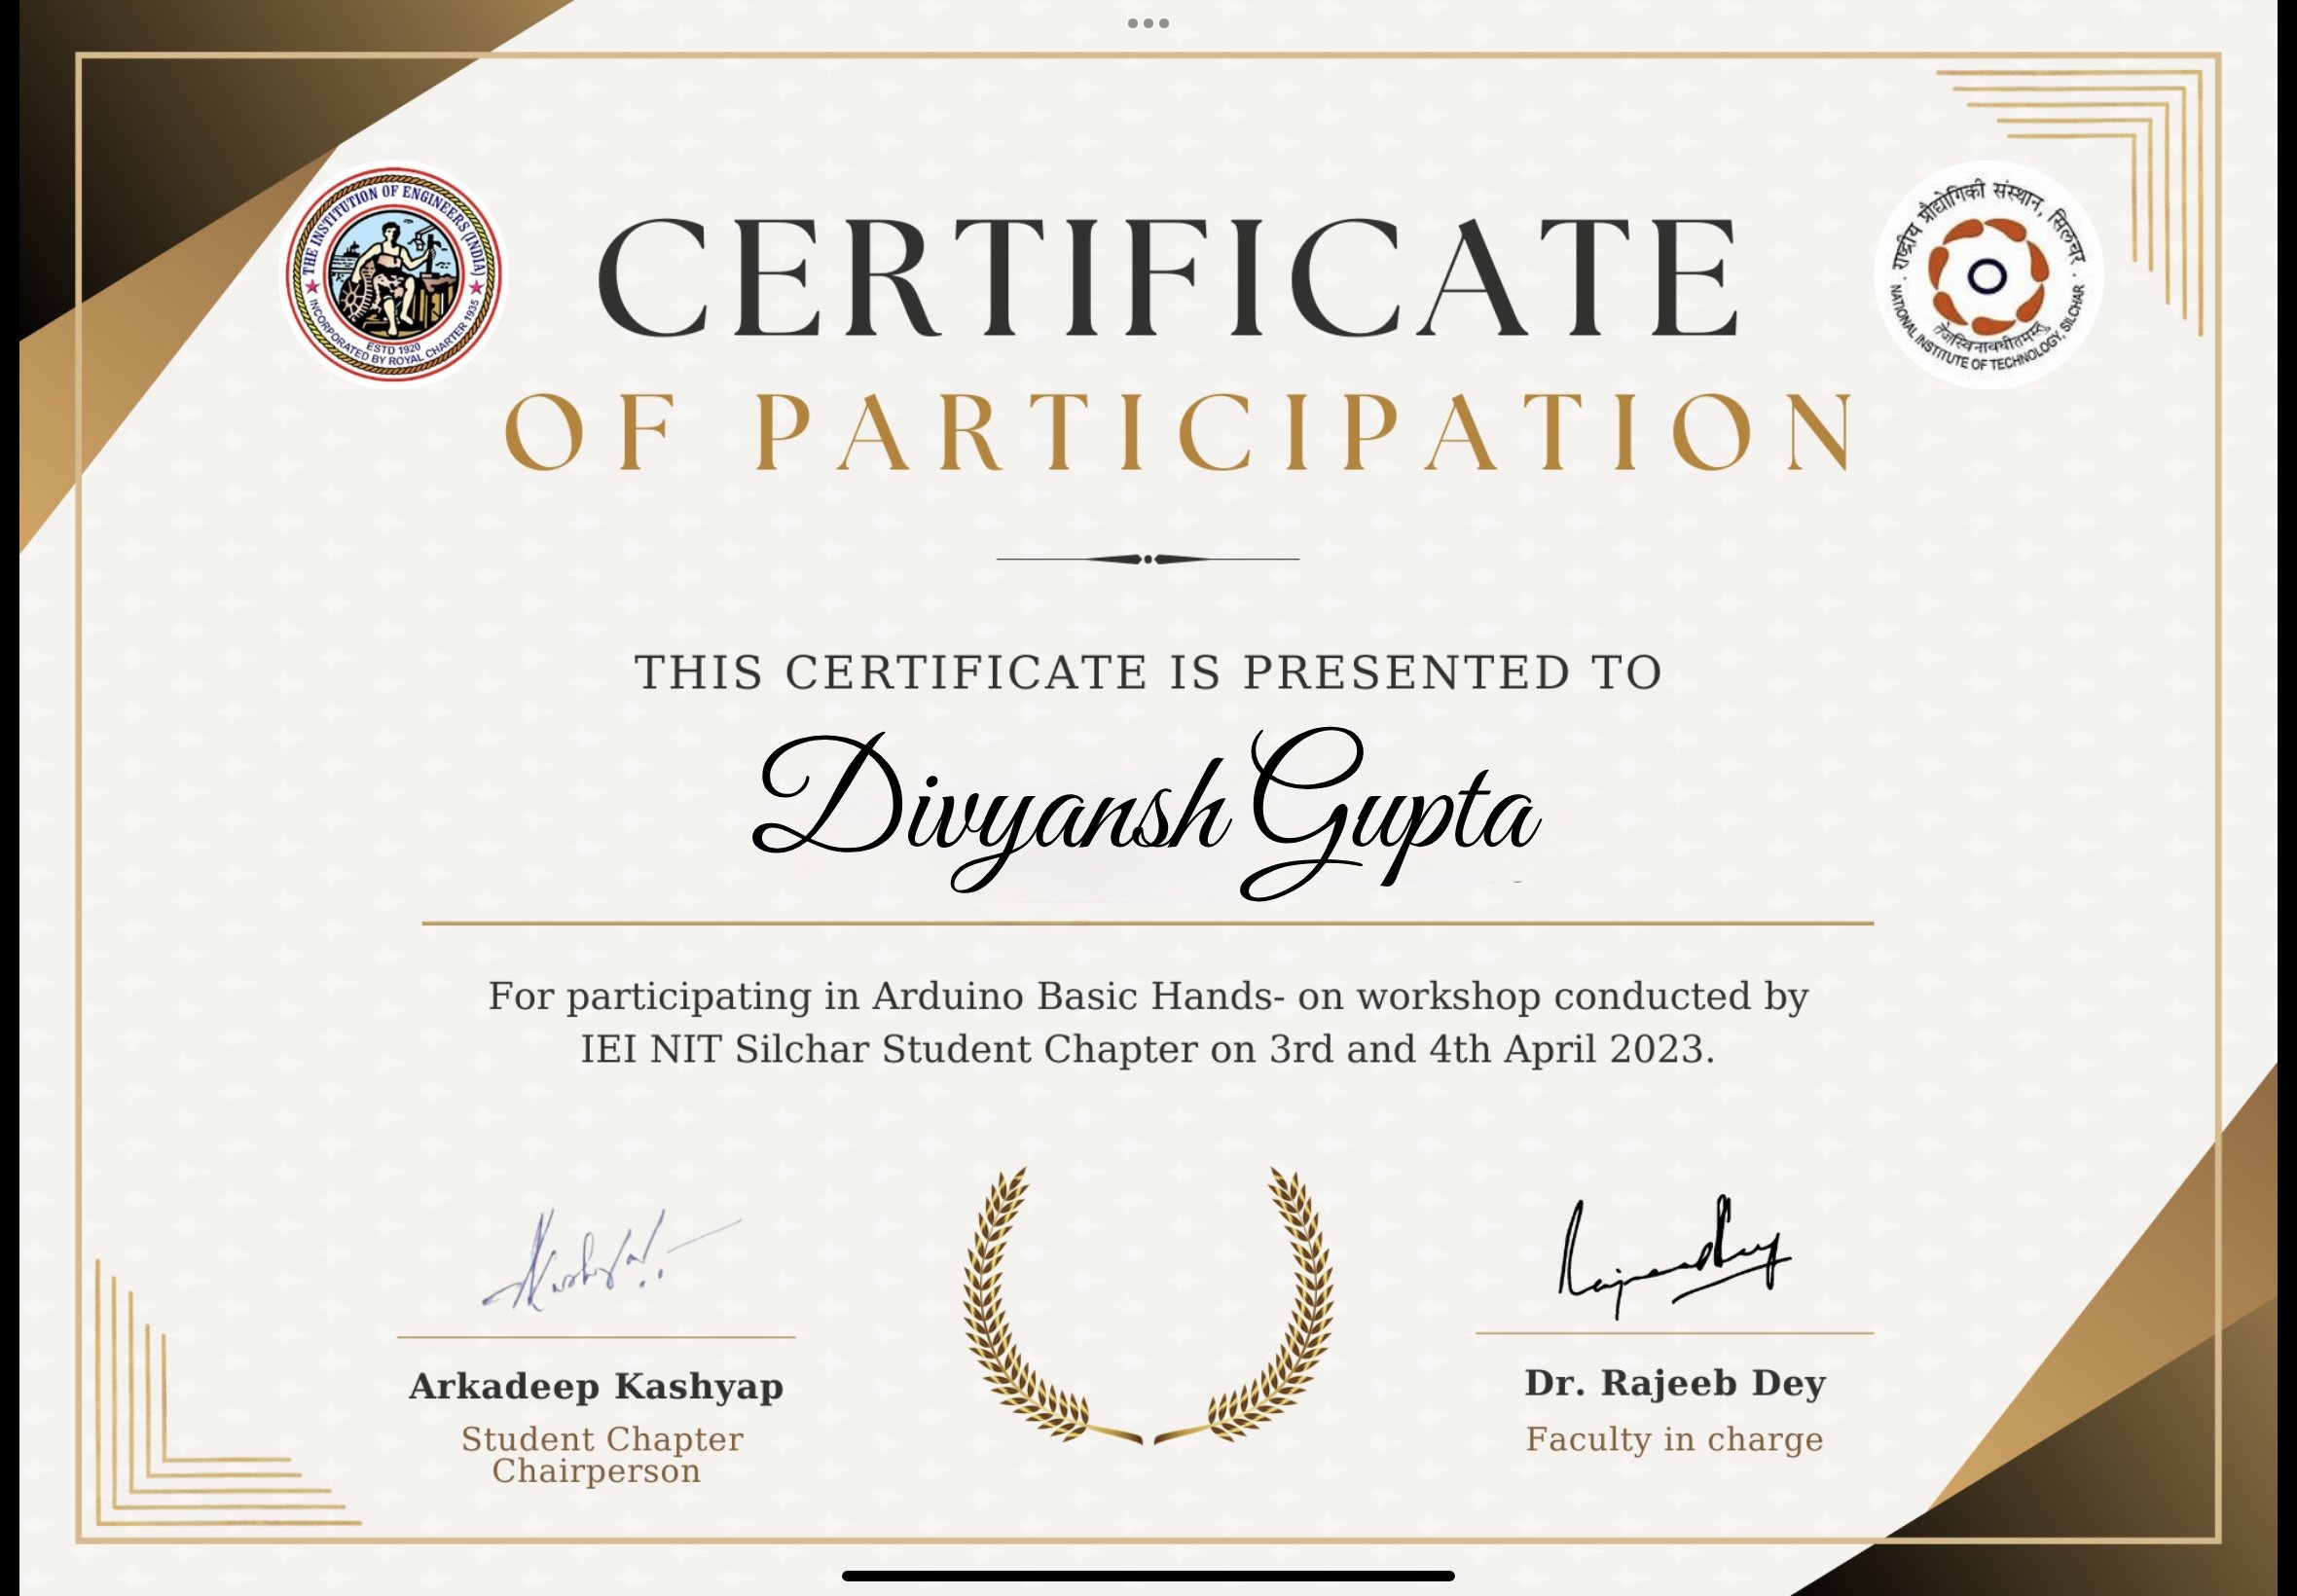 THE INSTITUTION OF ENGINEERS (INDIA)
ESTD 1920
INCORPORATED BY ROYAL CHARTER 1935
राष्ट्रीय प्रौद्योगिकी संस्थान, सिलचर
तेजस्विनावधीतमस्तु
NATIONAL INSTITUTE OF TECHNOLOGY, SILCHAR
CERTIFICATE
OF PARTICIPATION
THIS CERTIFICATE IS PRESENTED TO
Divyansh Gupta
For participating in Arduino Basic Hands- on workshop conducted by
IEI NIT Silchar Student Chapter on 3rd and 4th April 2023.
Arkadeep Kashyap
Student Chapter
Chairperson
Dr. Rajeeb Dey
Faculty in charge